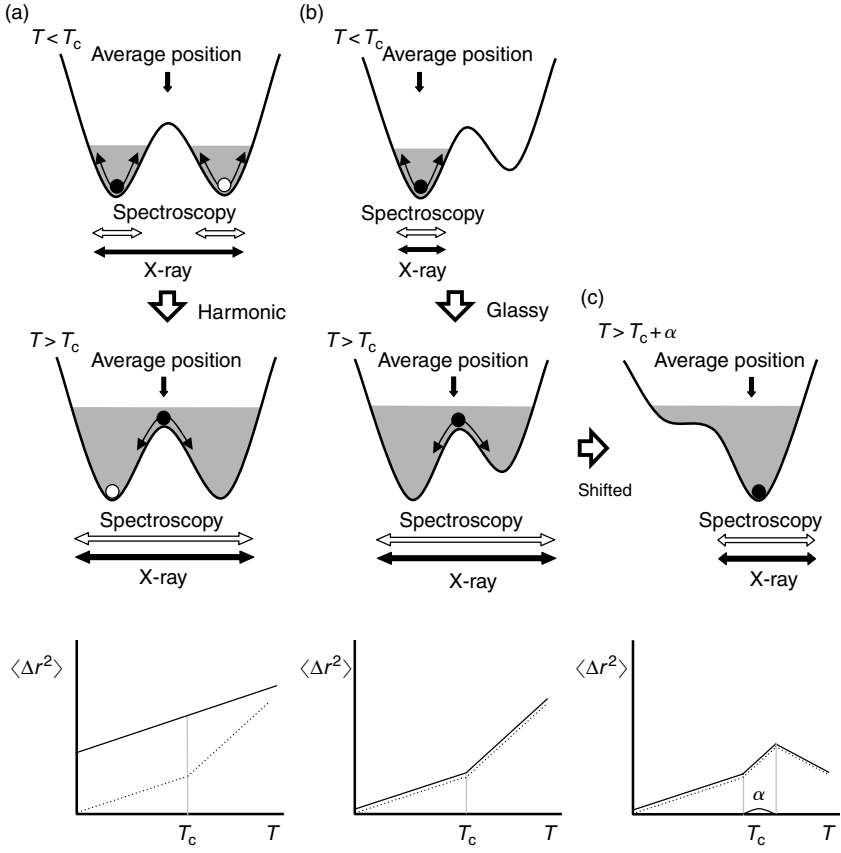 (a)
T < Tc
Average position
Spectroscopy
X-ray
Harmonic
T > Tc
Average position
Spectroscopy
X-ray
⟨Δr²⟩
Tc
T
(b)
T < Tc
Average position
Spectroscopy
X-ray
Glassy
T > Tc
Average position
Spectroscopy
X-ray
Shifted
⟨Δr²⟩
Tc
T
(c)
T > Tc + α
Average position
Spectroscopy
X-ray
⟨Δr²⟩
α
Tc
T